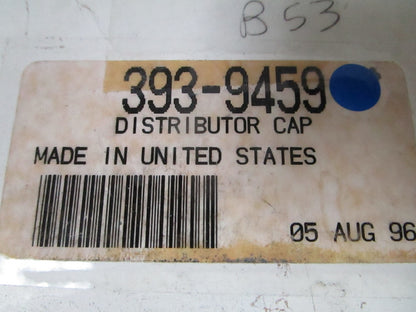 B53
393-9459
DISTRIBUTOR CAP
MADE IN UNITED STATES
05 AUG 96